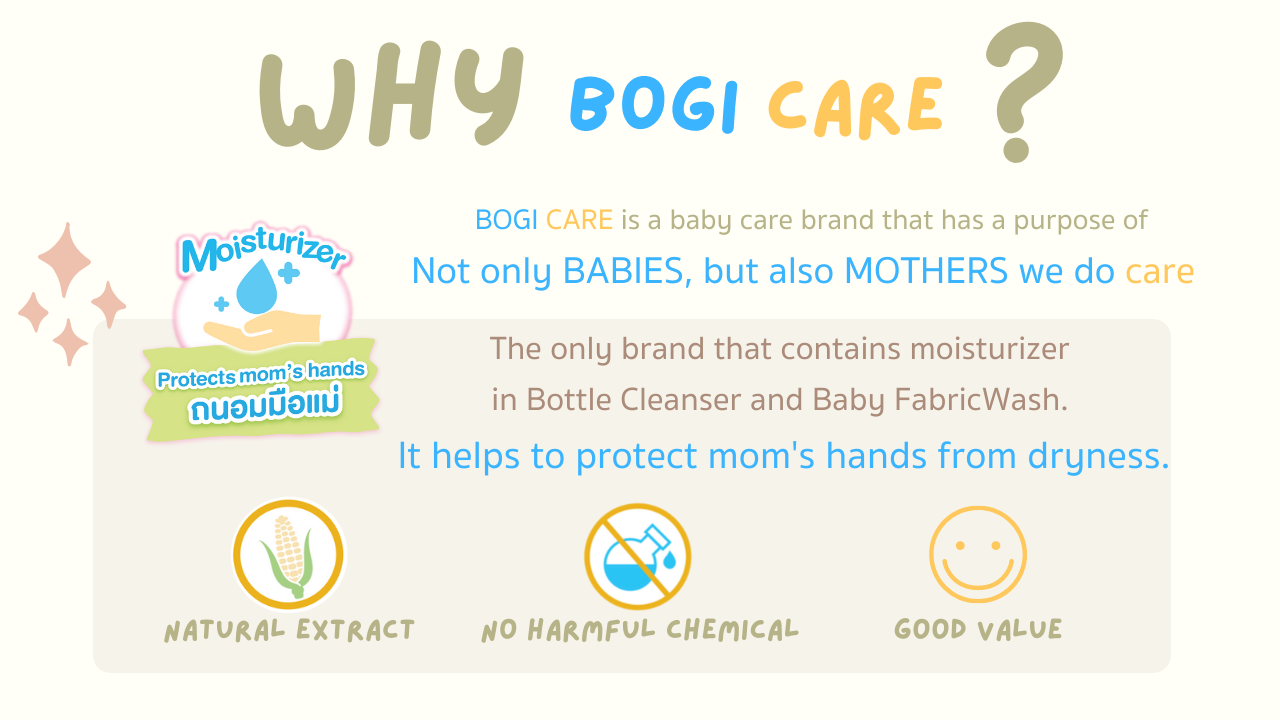 WHY BOGI CARE ?
BOGI CARE is a baby care brand that has a purpose of
Not only BABIES, but also MOTHERS we do care
Moisturizer
Protects mom's hands
ถนอมมือแม่
The only brand that contains moisturizer
in Bottle Cleanser and Baby FabricWash.
It helps to protect mom's hands from dryness.
NATURAL EXTRACT
NO HARMFUL CHEMICAL
GOOD VALUE